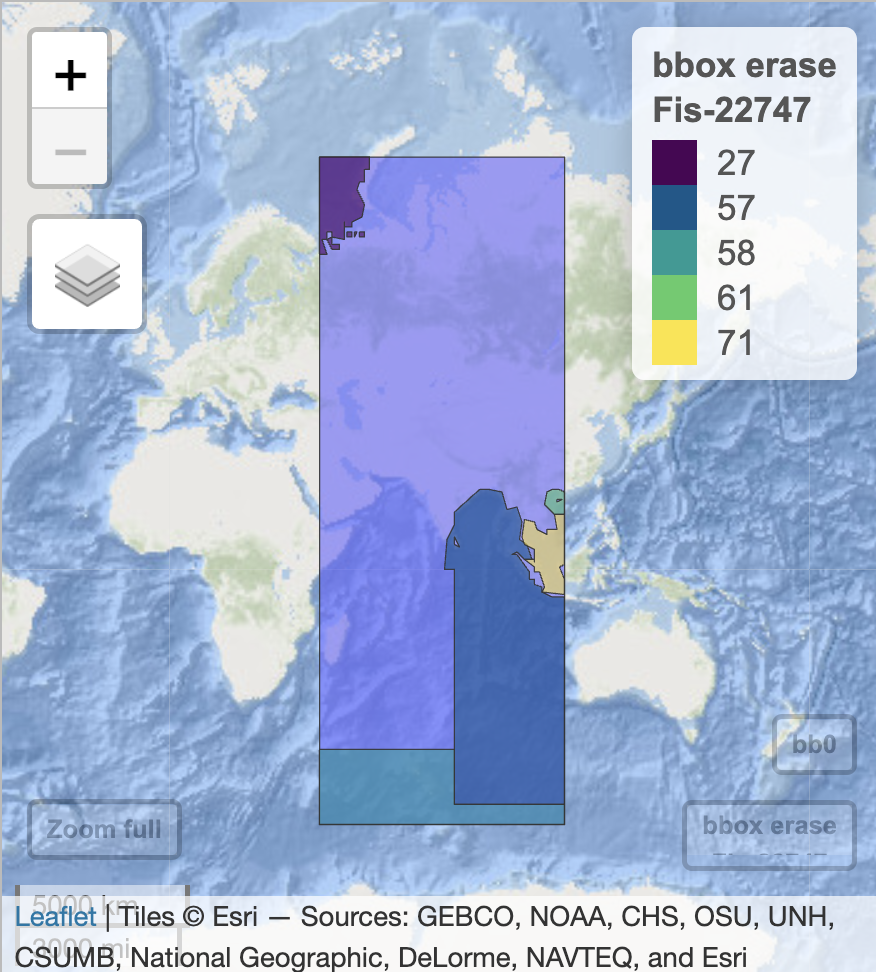 +
bbox erase
Fis-22747
27
57
58
61
71
−
bb0
Zoom full
bbox erase
5000 km
Leaflet | Tiles © Esri — Sources: GEBCO, NOAA, CHS, OSU, UNH,
3000 mi
CSUMB, National Geographic, DeLorme, NAVTEQ, and Esri